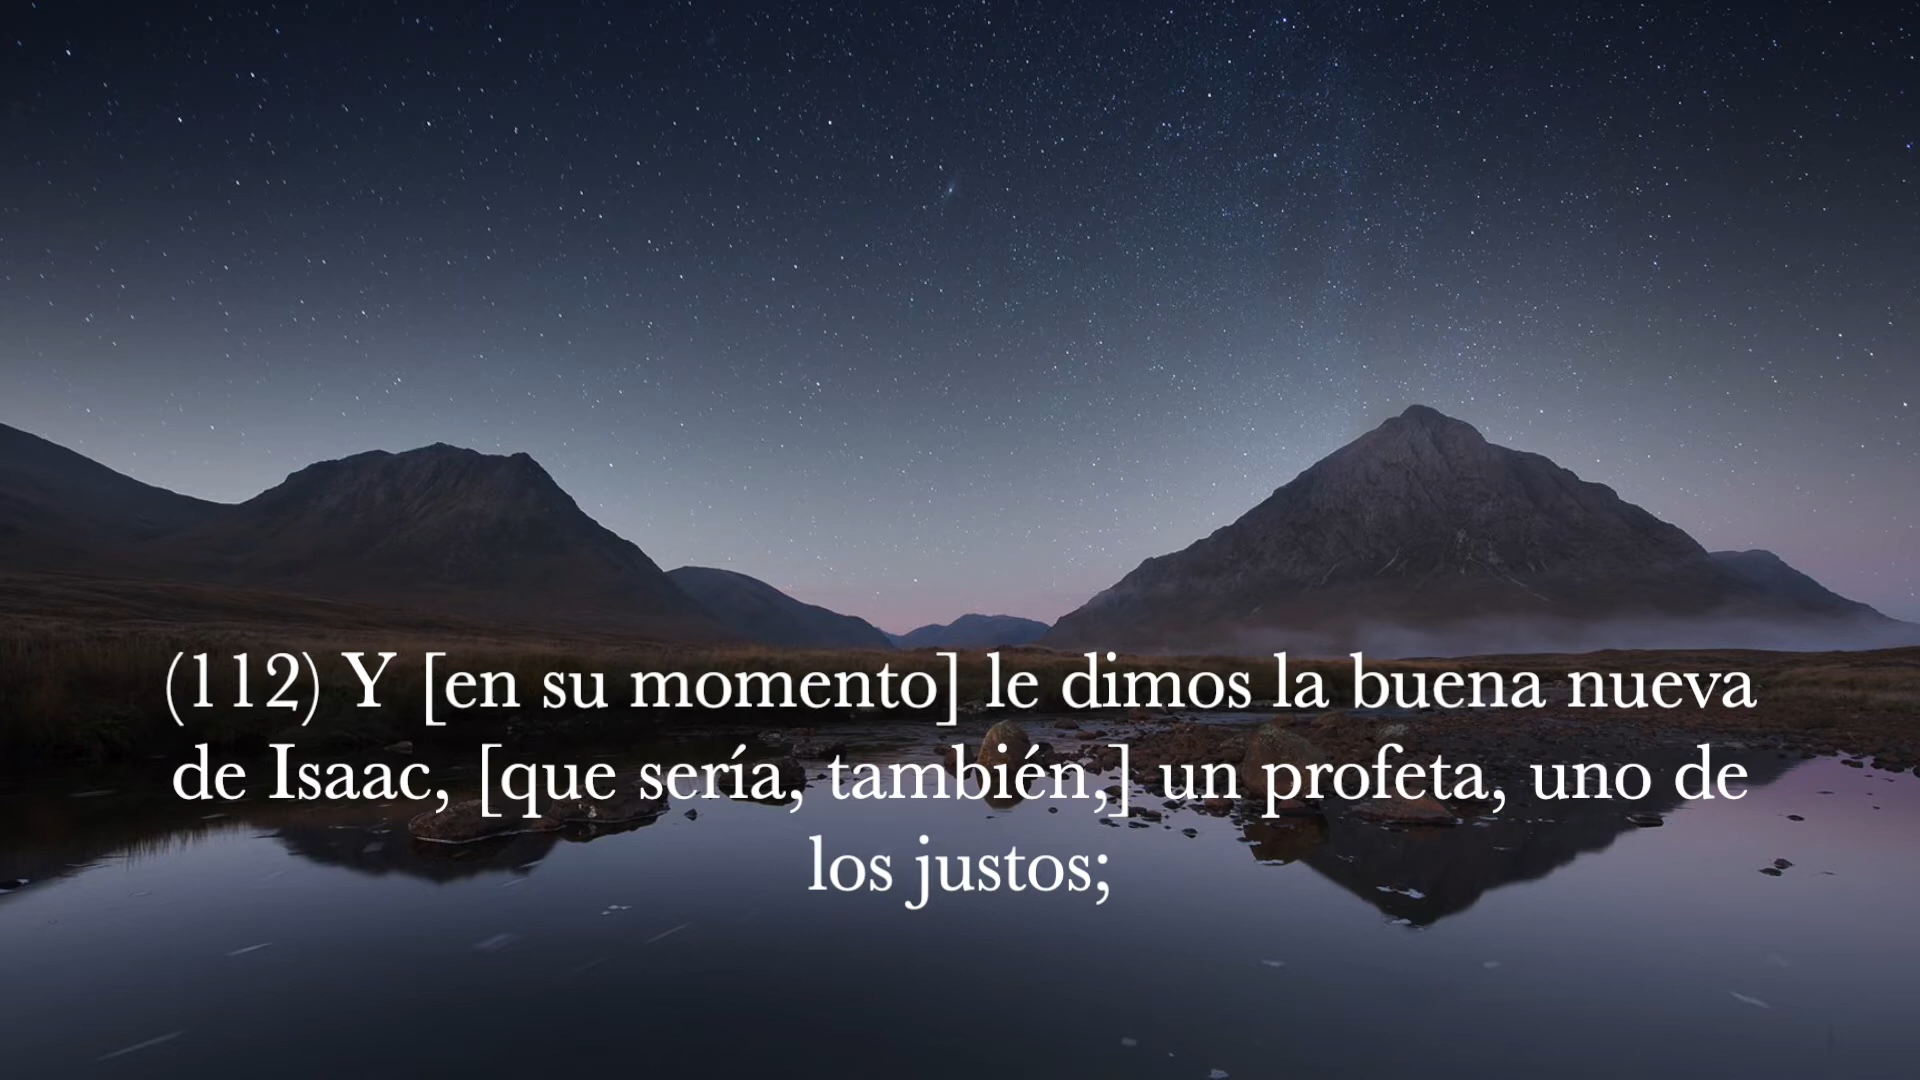 (112) Y [en su momento] le dimos la buena nueva
de Isaac, [que sería, también,] un profeta, uno de
los justos;